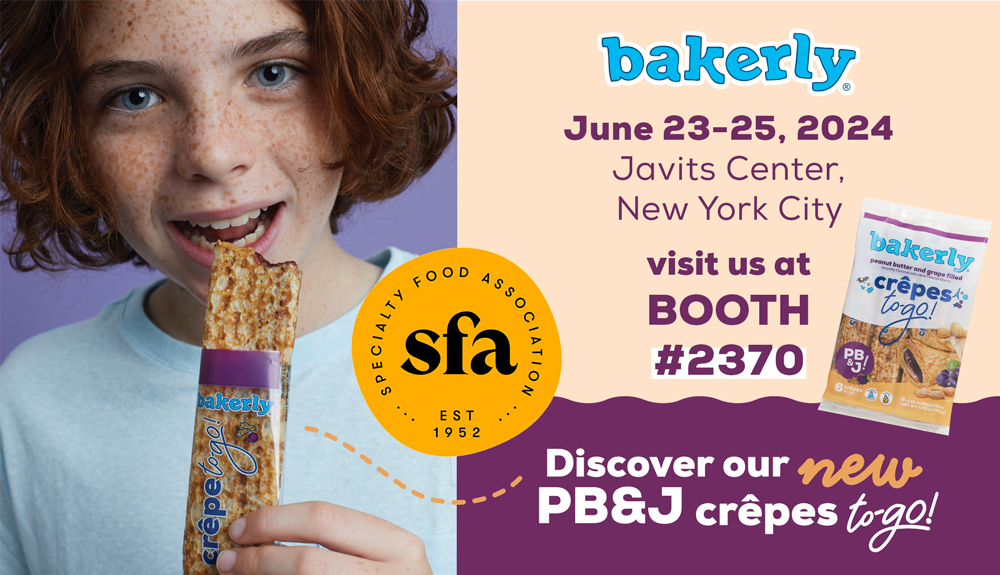 bakerly®
June 23-25, 2024
Javits Center,
New York City
visit us at
BOOTH
#2370
Discover our new
PB&J crêpes to-go!
SPECIALTY FOOD ASSOCIATION
sfa
EST
1952
bakerly
crêpe to-go!
bakerly
peanut butter and grape filled
crêpes
to-go!
PB
&J!
6